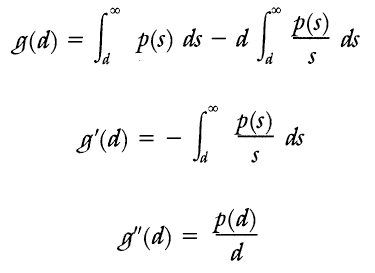 g(d) = ∫_d^∞ p(s) ds − d ∫_d^∞ p(s)/s ds
g'(d) = − ∫_d^∞ p(s)/s ds
g"(d) = p(d)/d